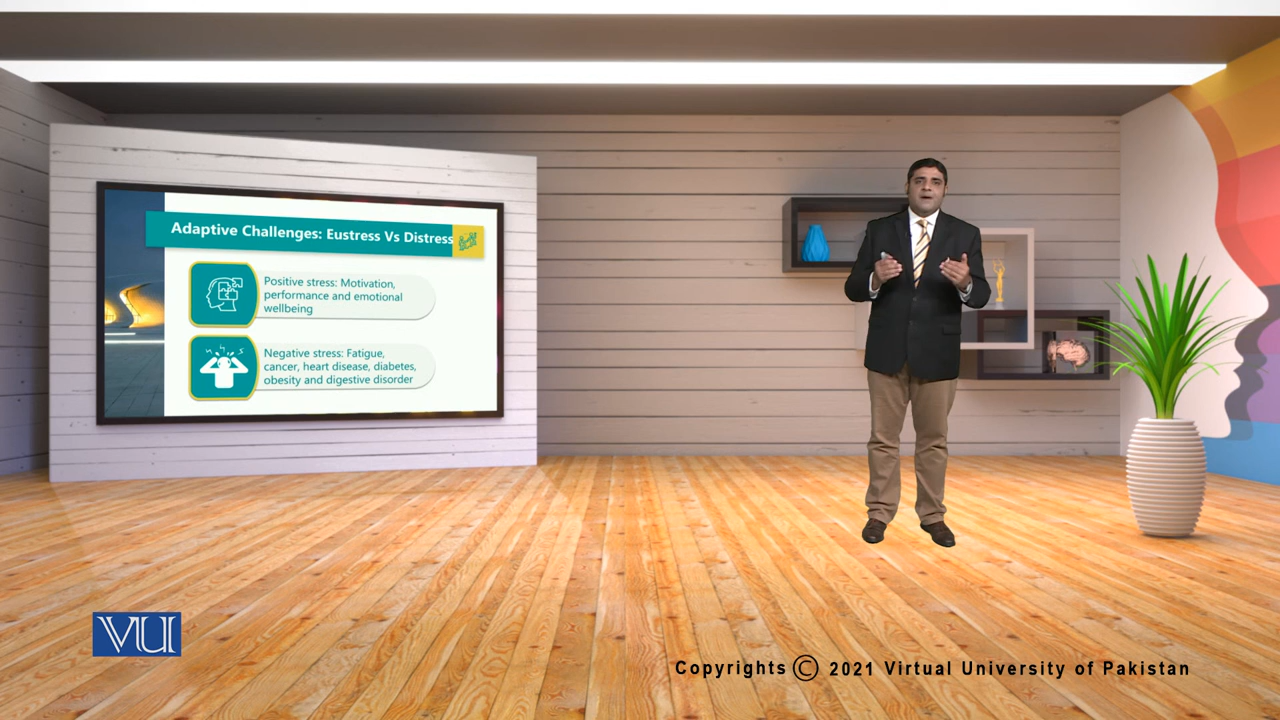 Adaptive Challenges: Eustress Vs Distress
Positive stress: Motivation,
performance and emotional
wellbeing
Negative stress: Fatigue,
cancer, heart disease, diabetes,
obesity and digestive disorder
VU
Copyrights © 2021 Virtual University of Pakistan